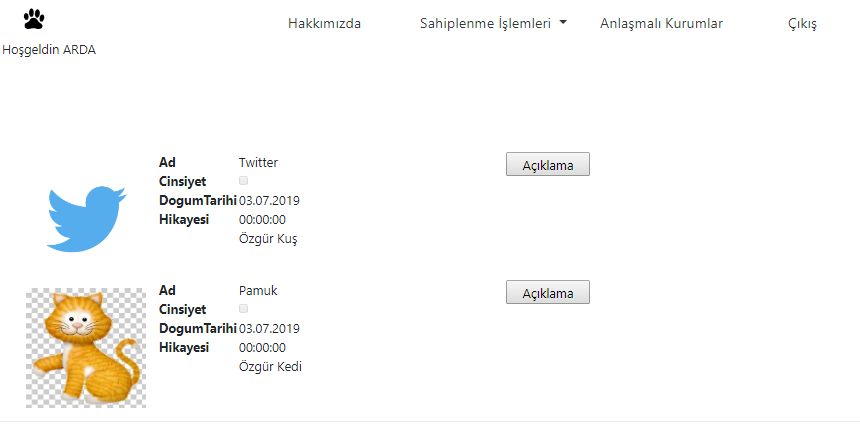 Hakkımızda Sahiplenme İşlemleri Anlaşmalı Kurumlar Çıkış
Hoşgeldin ARDA
Ad Twitter Açıklama
Cinsiyet
DogumTarihi 03.07.2019
Hikayesi 00:00:00
Özgür Kuş
Ad Pamuk Açıklama
Cinsiyet
DogumTarihi 03.07.2019
Hikayesi 00:00:00
Özgür Kedi